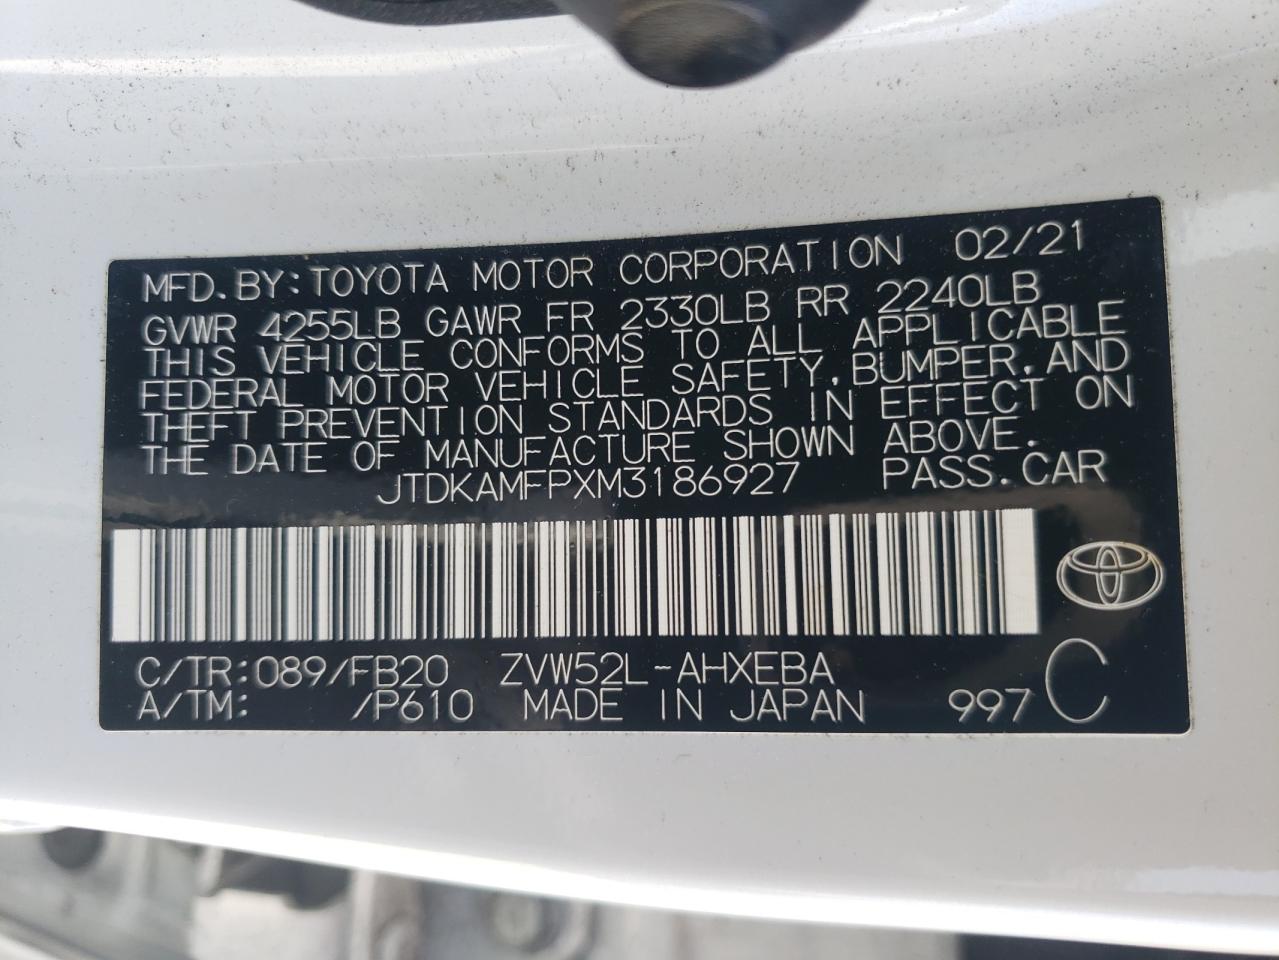 MFD.BY:TOYOTA MOTOR CORPORATION 02/21
GVWR 4255LB GAWR FR 2330LB RR 2240LB
THIS VEHICLE CONFORMS TO ALL APPLICABLE
FEDERAL MOTOR VEHICLE SAFETY,BUMPER,AND
THEFT PREVENTION STANDARDS IN EFFECT ON
THE DATE OF MANUFACTURE SHOWN ABOVE.
JTDKAMFPXM3186927 PASS.CAR
C/TR:089/FB20 ZVW52L-AHXEBA
A/TM: /P610 MADE IN JAPAN 997 C